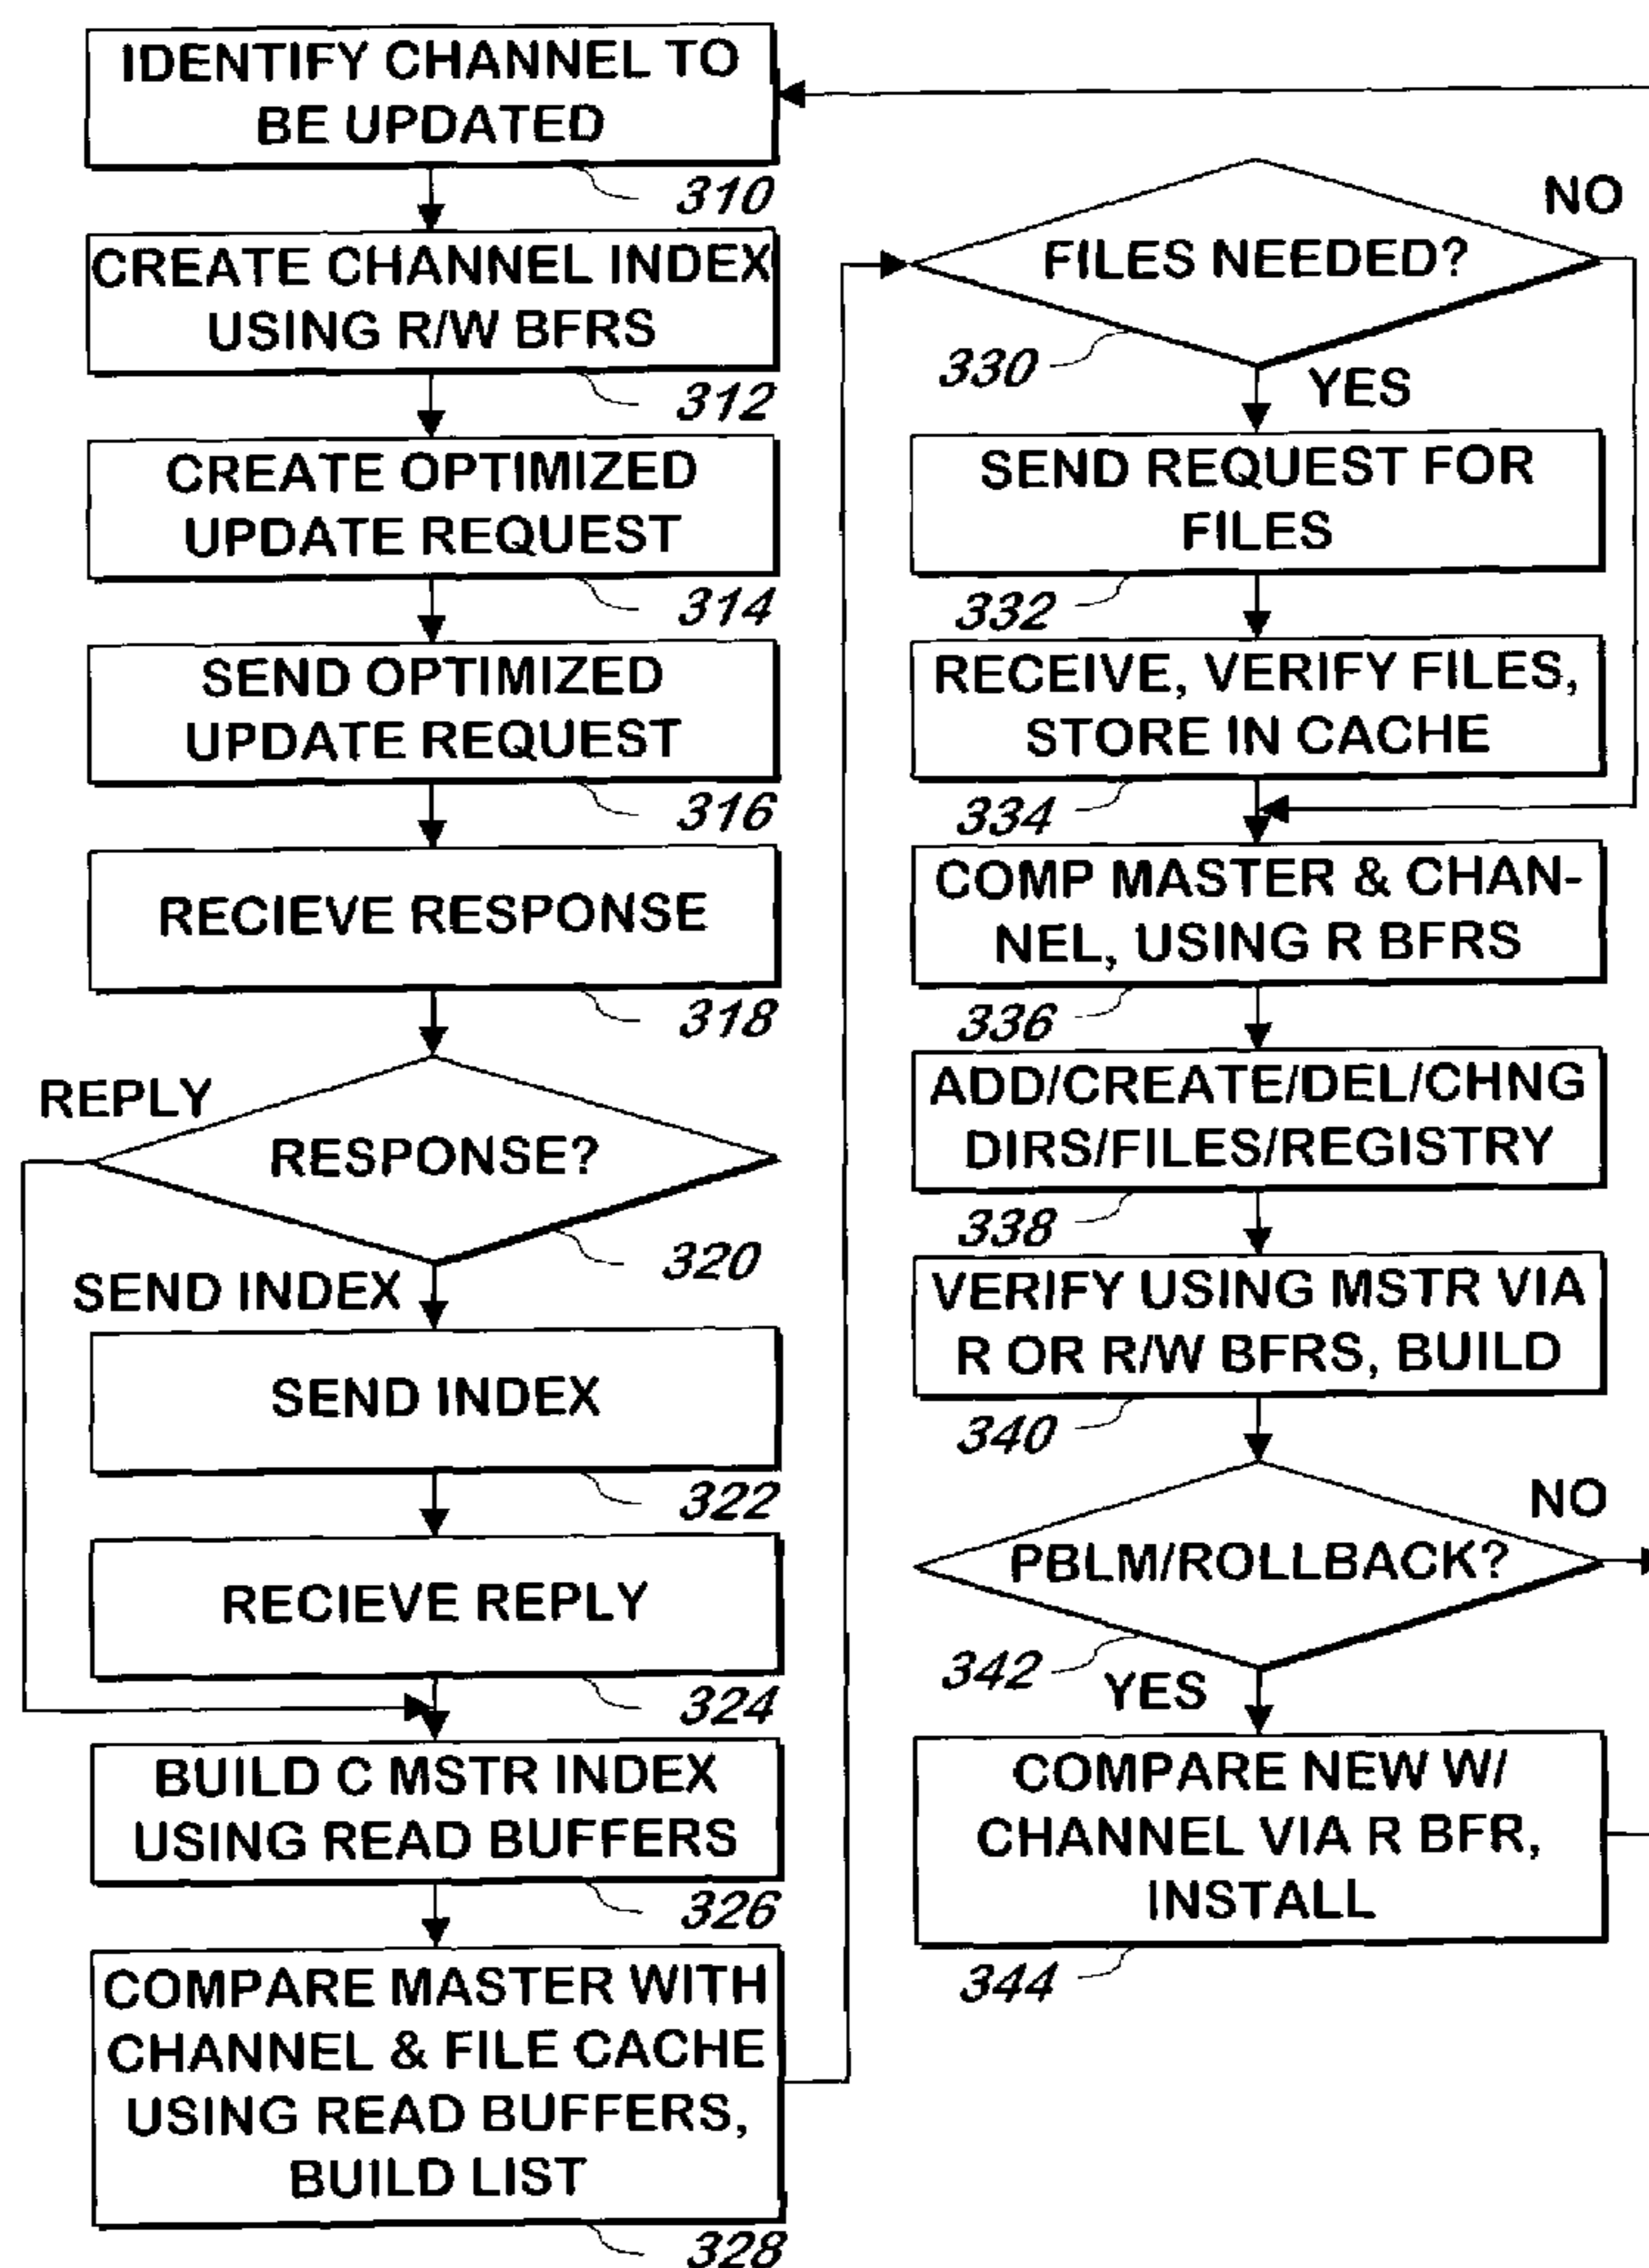 IDENTIFY CHANNEL TO
BE UPDATED
310
CREATE CHANNEL INDEX
USING R/W BFRS
312
CREATE OPTIMIZED
UPDATE REQUEST
314
SEND OPTIMIZED
UPDATE REQUEST
316
RECIEVE RESPONSE
318
REPLY
RESPONSE?
320
SEND INDEX
SEND INDEX
322
RECIEVE REPLY
324
BUILD C MSTR INDEX
USING READ BUFFERS
326
COMPARE MASTER WITH
CHANNEL & FILE CACHE
USING READ BUFFERS,
BUILD LIST
328
NO
FILES NEEDED?
330
YES
SEND REQUEST FOR
FILES
332
RECEIVE, VERIFY FILES,
STORE IN CACHE
334
COMP MASTER & CHAN-
NEL, USING R BFRS
336
ADD/CREATE/DEL/CHNG
DIRS/FILES/REGISTRY
338
VERIFY USING MSTR VIA
R OR R/W BFRS, BUILD
340
NO
PBLM/ROLLBACK?
342
YES
COMPARE NEW W/
CHANNEL VIA R BFR,
INSTALL
344